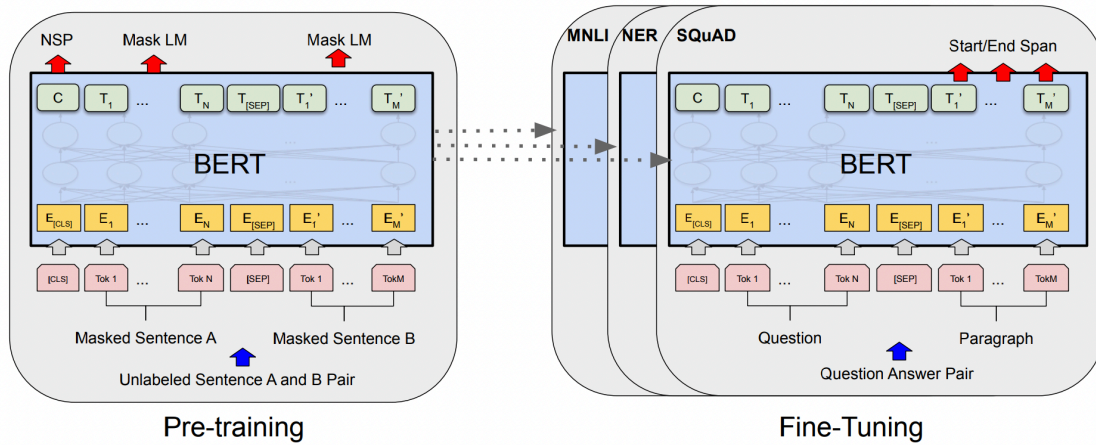 NSP Mask LM Mask LM
C T1 ... TN T[SEP] T1' ... TM'
BERT
E[CLS] E1 ... EN E[SEP] E1' ... EM'
[CLS] Tok 1 ... Tok N [SEP] Tok 1 ... TokM
Masked Sentence A Masked Sentence B
Unlabeled Sentence A and B Pair
Pre-training
MNLI NER SQuAD
Start/End Span
C T1 ... TN T[SEP] T1' ... TM'
BERT
E[CLS] E1 ... EN E[SEP] E1' ... EM'
[CLS] Tok 1 ... Tok N [SEP] Tok 1 ... TokM
Question Paragraph
Question Answer Pair
Fine-Tuning